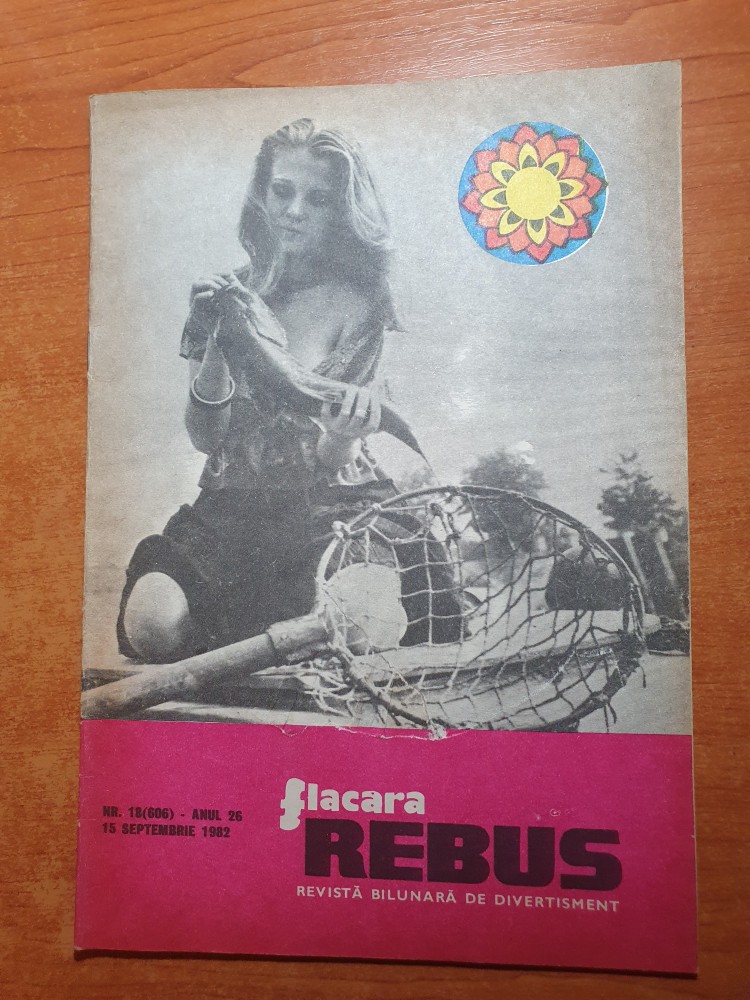 NR. 18(606) - ANUL 26
15 SEPTEMBRIE 1982
flacara
REBUS
REVISTĂ BILUNARĂ DE DIVERTISMENT